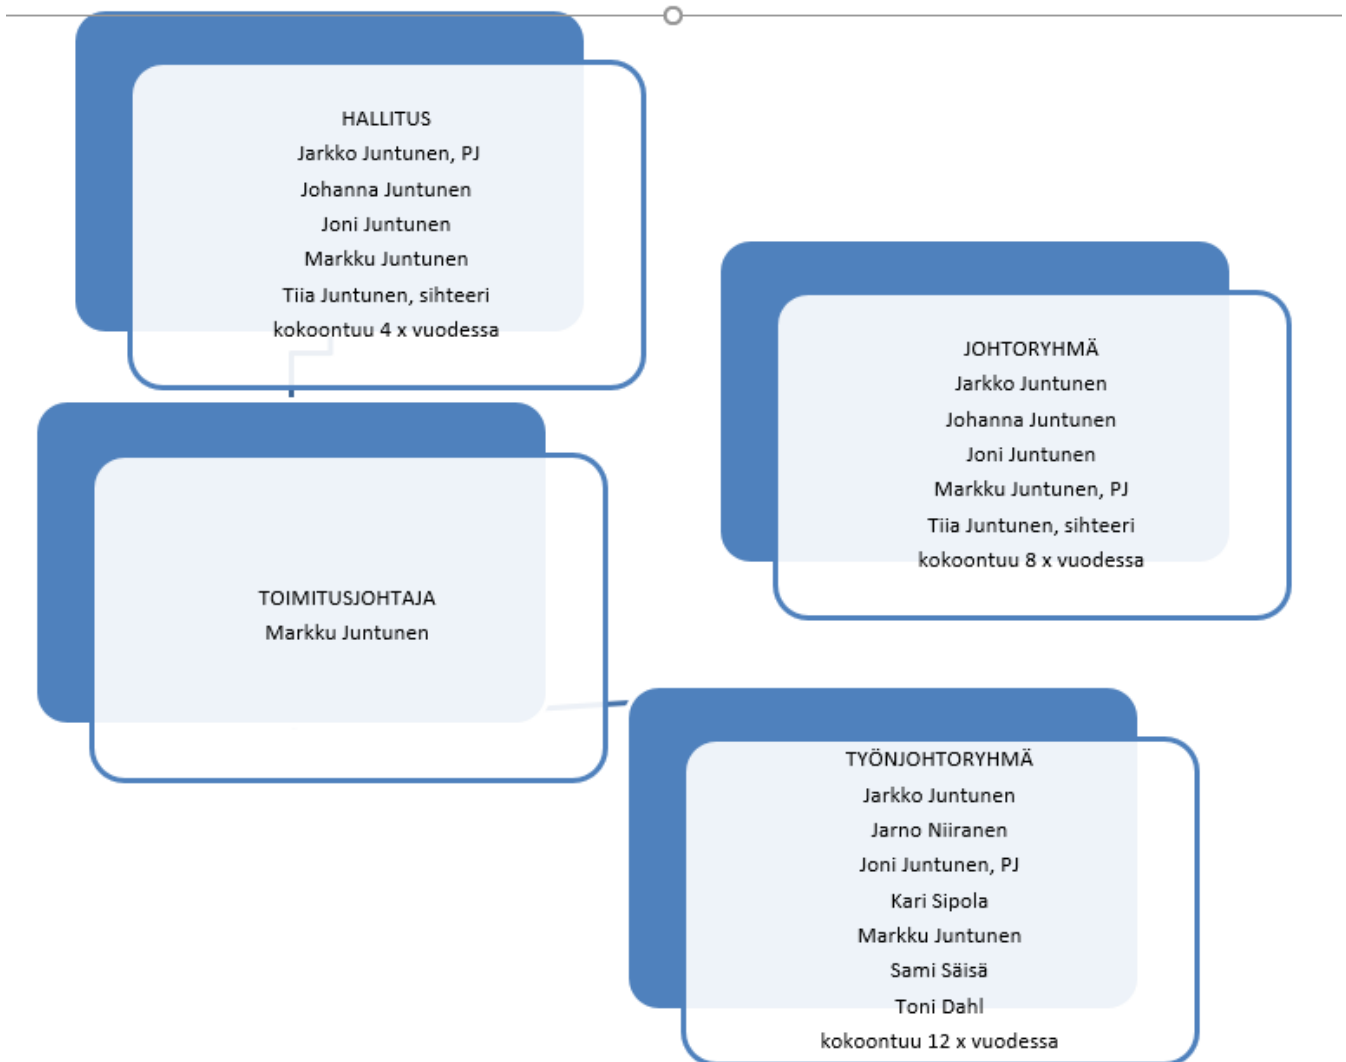 HALLITUS
Jarkko Juntunen, PJ
Johanna Juntunen
Joni Juntunen
Markku Juntunen
Tiia Juntunen, sihteeri
kokoontuu 4 x vuodessa
JOHTORYHMÄ
Jarkko Juntunen
Johanna Juntunen
Joni Juntunen
Markku Juntunen, PJ
Tiia Juntunen, sihteeri
kokoontuu 8 x vuodessa
TOIMITUSJOHTAJA
Markku Juntunen
TYÖNJOHTORYHMÄ
Jarkko Juntunen
Jarno Niiranen
Joni Juntunen, PJ
Kari Sipola
Markku Juntunen
Sami Säisä
Toni Dahl
kokoontuu 12 x vuodessa